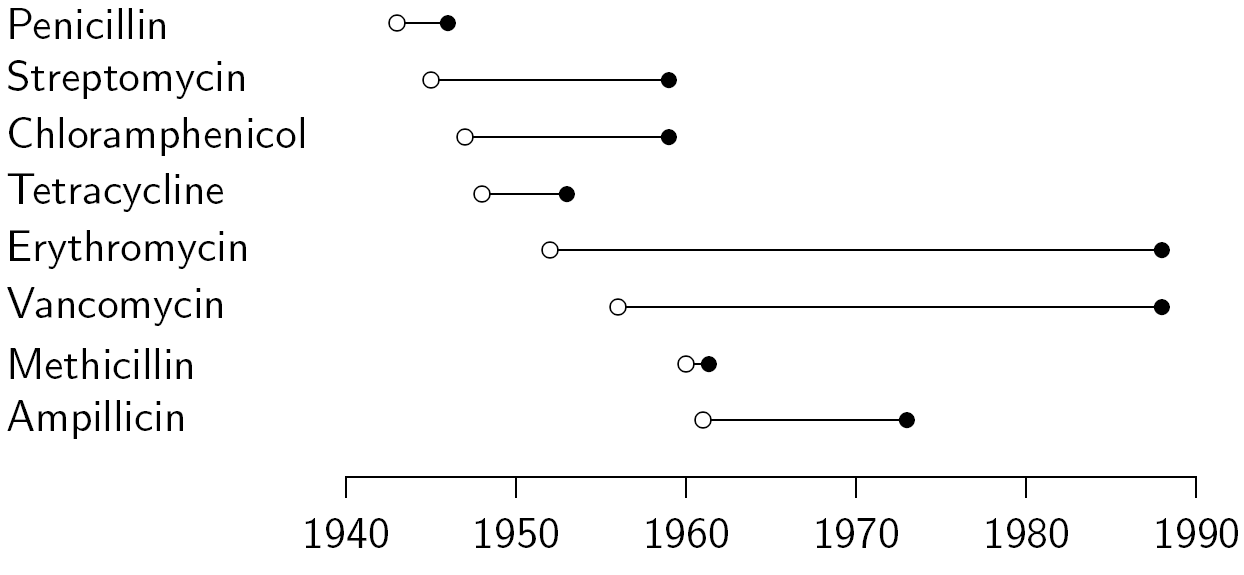 Penicillin
Streptomycin
Chloramphenicol
Tetracycline
Erythromycin
Vancomycin
Methicillin
Ampillicin
1940 1950 1960 1970 1980 1990